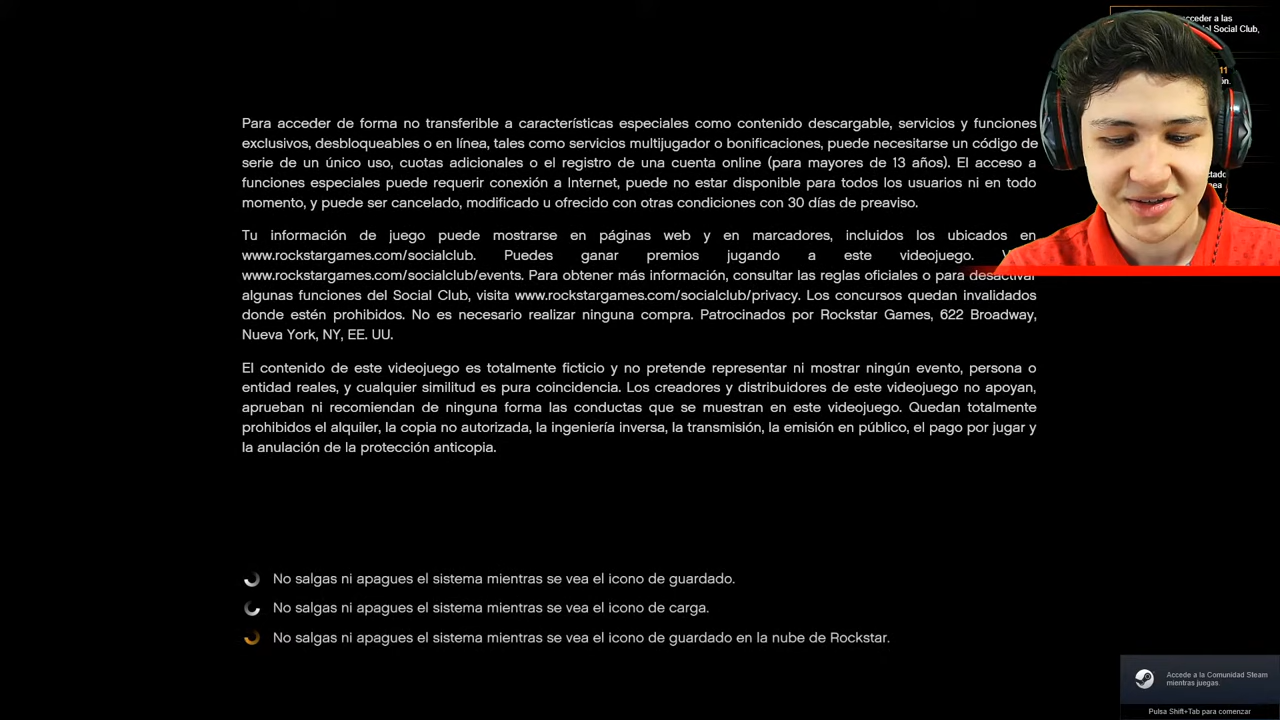 acceder a las
del Social Club,
11
Para acceder de forma no transferible a características especiales como contenido descargable, servicios y funciones
exclusivos, desbloqueables o en línea, tales como servicios multijugador o bonificaciones, puede necesitarse un código de
serie de un único uso, cuotas adicionales o el registro de una cuenta online (para mayores de 13 años). El acceso a
funciones especiales puede requerir conexión a Internet, puede no estar disponible para todos los usuarios ni en todo
momento, y puede ser cancelado, modificado u ofrecido con otras condiciones con 30 días de preaviso.
Tu información de juego puede mostrarse en páginas web y en marcadores, incluidos los ubicados en
www.rockstargames.com/socialclub. Puedes ganar premios jugando a este videojuego.
www.rockstargames.com/socialclub/events. Para obtener más información, consultar las reglas oficiales o para desactivar
algunas funciones del Social Club, visita www.rockstargames.com/socialclub/privacy. Los concursos quedan invalidados
donde estén prohibidos. No es necesario realizar ninguna compra. Patrocinados por Rockstar Games, 622 Broadway,
Nueva York, NY, EE. UU.
El contenido de este videojuego es totalmente ficticio y no pretende representar ni mostrar ningún evento, persona o
entidad reales, y cualquier similitud es pura coincidencia. Los creadores y distribuidores de este videojuego no apoyan,
aprueban ni recomiendan de ninguna forma las conductas que se muestran en este videojuego. Quedan totalmente
prohibidos el alquiler, la copia no autorizada, la ingeniería inversa, la transmisión, la emisión en público, el pago por jugar y
la anulación de la protección anticopia.
No salgas ni apagues el sistema mientras se vea el icono de guardado.
No salgas ni apagues el sistema mientras se vea el icono de carga.
No salgas ni apagues el sistema mientras se vea el icono de guardado en la nube de Rockstar.
Accede a la Comunidad Steam
mientras juegas.
Pulsa Shift+Tab para comenzar